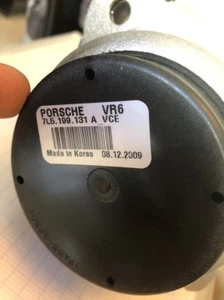 PORSCHE VR6
7L5.199.131 A VCE
Made in Korea 08.12.2009